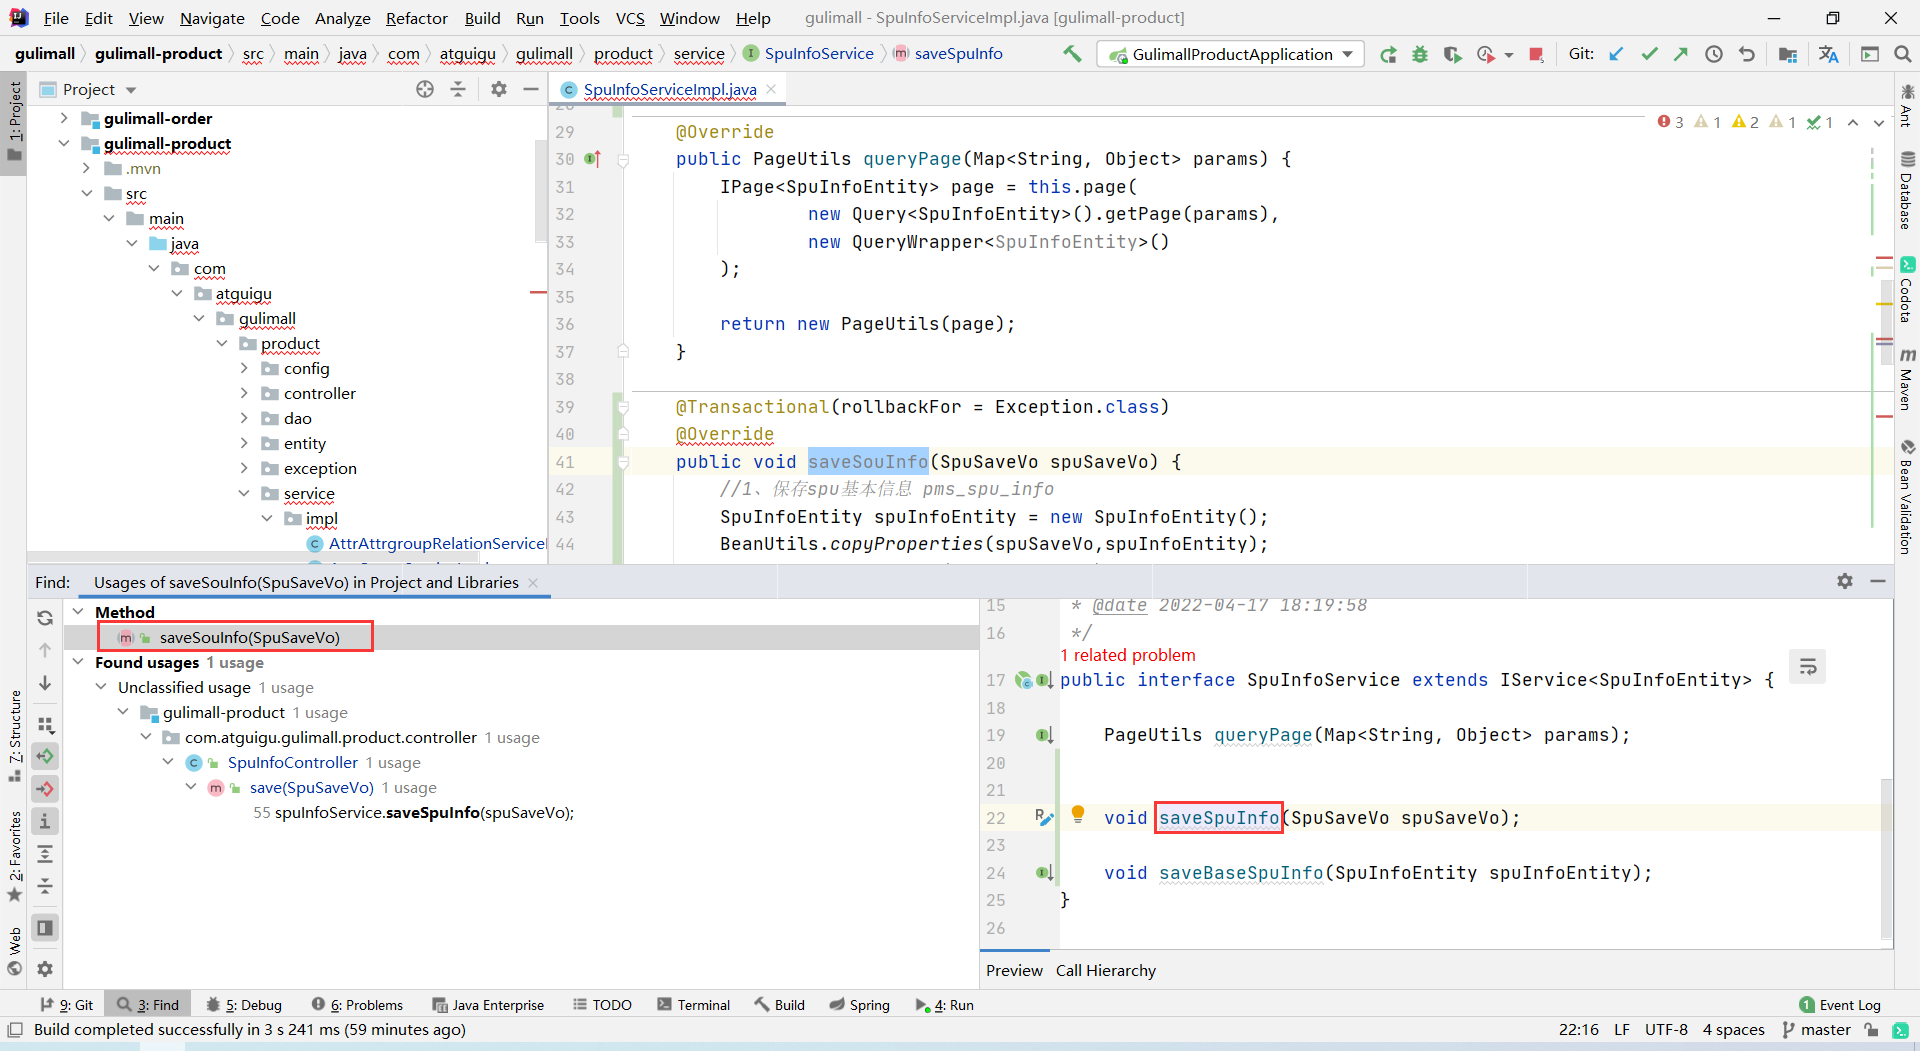 File Edit View Navigate Code Analyze Refactor Build Run Tools VCS Window Help gulimall - SpuInfoServiceImpl.java [gulimall-product]
gulimall gulimall-product src main java com atguigu gulimall product service SpuInfoService saveSpuInfo GulimallProductApplication Git:
Project
SpuInfoServiceImpl.java
1: Project
gulimall-order
gulimall-product
.mvn
src
main
java
com
atguigu
gulimall
product
config
controller
dao
entity
exception
service
impl
AttrAttrgroupRelationServiceI
3 1 2 1 1
29 @Override
30 public PageUtils queryPage(Map<String, Object> params) {
31 IPage<SpuInfoEntity> page = this.page(
32 new Query<SpuInfoEntity>().getPage(params),
33 new QueryWrapper<SpuInfoEntity>()
34 );
35
36 return new PageUtils(page);
37 }
38
39 @Transactional(rollbackFor = Exception.class)
40 @Override
41 public void saveSouInfo(SpuSaveVo spuSaveVo) {
42 //1、保存spu基本信息 pms_spu_info
43 SpuInfoEntity spuInfoEntity = new SpuInfoEntity();
44 BeanUtils.copyProperties(spuSaveVo,spuInfoEntity);
Ant
Database
Codota
Maven
Bean Validation
Find: Usages of saveSouInfo(SpuSaveVo) in Project and Libraries
Method
saveSouInfo(SpuSaveVo)
Found usages 1 usage
Unclassified usage 1 usage
gulimall-product 1 usage
com.atguigu.gulimall.product.controller 1 usage
SpuInfoController 1 usage
save(SpuSaveVo) 1 usage
55 spuInfoService.saveSpuInfo(spuSaveVo);
7: Structure
2: Favorites
Web
15 * @date 2022-04-17 18:19:58
16 */
1 related problem
17 public interface SpuInfoService extends IService<SpuInfoEntity> {
18
19 PageUtils queryPage(Map<String, Object> params);
20
21
22 void saveSpuInfo(SpuSaveVo spuSaveVo);
23
24 void saveBaseSpuInfo(SpuInfoEntity spuInfoEntity);
25 }
26
Preview Call Hierarchy
9: Git 3: Find 5: Debug 6: Problems Java Enterprise TODO Terminal Build Spring 4: Run 1 Event Log
Build completed successfully in 3 s 241 ms (59 minutes ago) 22:16 LF UTF-8 4 spaces master